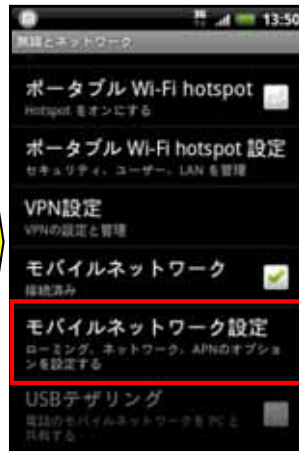 13:50
無線とネットワーク
ポータブル Wi-Fi hotspot
Hotspot をオンにする
ポータブル Wi-Fi hotspot 設定
セキュリティ、ユーザー、LAN を管理
VPN設定
VPNの設定と管理
モバイルネットワーク
接続済み
モバイルネットワーク設定
ローミング、ネットワーク、APNのオプショ
ンを設定する
USBテザリング
電話のモバイルネットワークを PC と
共有する